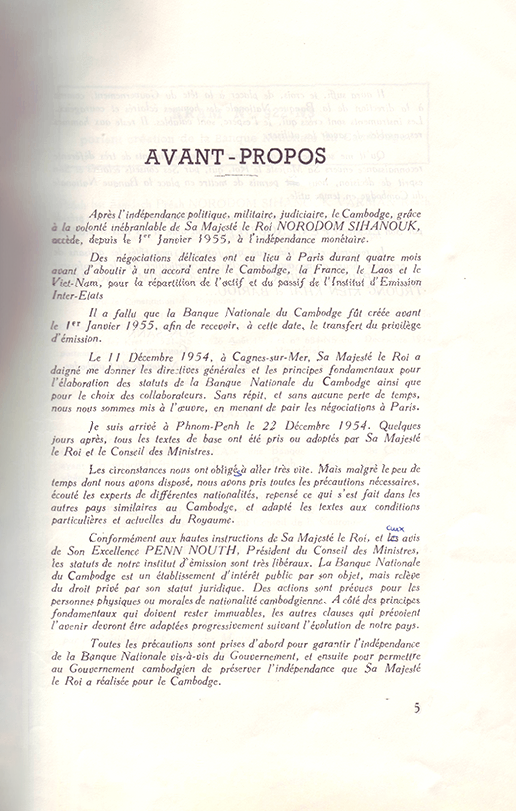 AVANT-PROPOS
Après l'indépendance politique, militaire, judiciaire, le Cambodge, grâce
à la volonté inébranlable de Sa Majesté le Roi NORODOM SIHANOUK,
accède, depuis le 1er Janvier 1955, à l'indépendance monétaire.
Des négociations délicates ont eu lieu à Paris durant quatre mois
avant d'aboutir à un accord entre le Cambodge, la France, le Laos et le
Viet-Nam, pour la répartition de l'actif et du passif de l'Institut d'Emission
Inter-Etats
Il a fallu que la Banque Nationale du Cambodge fût créée avant
le 1er Janvier 1955, afin de recevoir, à cette date, le transfert du privilège
d'émission.
Le 11 Décembre 1954, à Cagnes-sur-Mer, Sa Majesté le Roi a
daigné me donner les directives générales et les principes fondamentaux pour
l'élaboration des statuts de la Banque Nationale du Cambodge ainsi que
pour le choix des collaborateurs. Sans répit, et sans aucune perte de temps,
nous nous sommes mis à l'œuvre, en menant de pair les négociations à Paris.
Je suis arrivé à Phnom-Penh le 22 Décembre 1954. Quelques
jours après, tous les textes de base ont été pris ou adoptés par Sa Majesté
le Roi et le Conseil des Ministres.
Les circonstances nous ont obligés à aller très vite. Mais malgré le peu de
temps dont nous avons disposé, nous avons pris toutes les précautions nécessaires,
écouté les experts de différentes nationalités, repensé ce qui s'est fait dans les
autres pays similaires au Cambodge, et adapté les textes aux conditions
particulières et actuelles du Royaume.
aux
Conformément aux hautes instructions de Sa Majesté le Roi, et les avis
de Son Excellence PENN NOUTH, Président du Conseil des Ministres,
les statuts de notre institut d'émission sont très libéraux. La Banque Nationale
du Cambodge est un établissement d'intérêt public par son objet, mais relève
du droit privé par son statut juridique. Des actions sont prévues pour les
personnes physiques ou morales de nationalité cambodgienne. A côté des principes
fondamentaux qui doivent rester immuables, les autres clauses qui prévoient
l'avenir devront être adaptées progressivement suivant l'évolution de notre pays.
Toutes les précautions sont prises d'abord pour garantir l'indépendance
de la Banque Nationale vis-à-vis du Gouvernement, et ensuite pour permettre
au Gouvernement cambodgien de préserver l'indépendance que Sa Majesté
le Roi a réalisée pour le Cambodge.
5